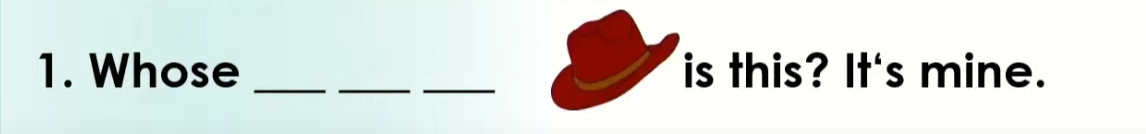 1. Whose ___ ___ ___ is this? It‘s mine.